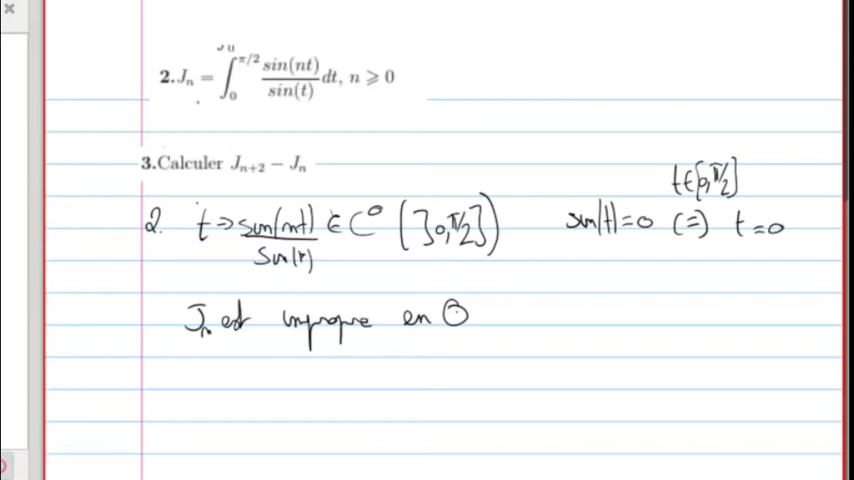 2. J_n = ∫_0^{π/2} sin(nt)/sin(t) dt, n ⩾ 0
3.Calculer J_{n+2} − J_n
t∈[0,π/2]
2. t → sin(nt)/sin(t) ∈ C^0 (]0,π/2]) sin(t)=0 (=) t=0
J_n est impropre en 0